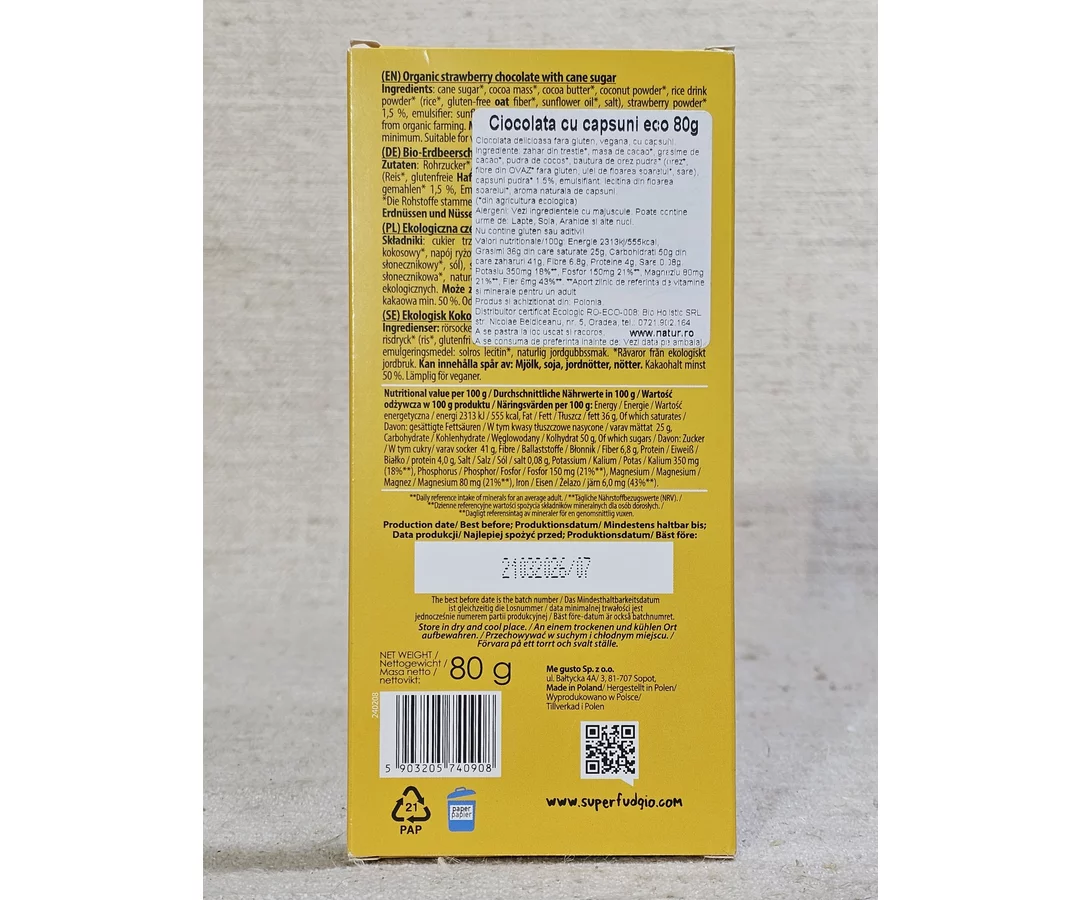 (EN) Organic strawberry chocolate with cane sugar
Ingredients: cane sugar*, cocoa mass*, cocoa butter*, coconut powder*, rice drink
powder* (rice*, gluten-free oat fiber*, sunflower oil*, salt), strawberry powder*
1,5 %, emulsifier:
from organic farming.
minimum. Suitable for
Ciocolata cu capsuni eco 80g
Ciocolata delicioasa fara gluten, vegana, cu capsuni.
Ingrediente: zahar din trestie*, masa de cacao*, grasime de
cacao*, pudra de cocos*, bautura de orez pudra* (orez*,
fibre din OVAZ* fara gluten, ulei de floarea soarelui*, sare),
capsuni pudra* 1.5%, emulsifiant: lecitina din floarea
soarelui*, aroma naturala de capsuni.
(*din agricultura ecologica)
Alergeni: Vezi ingredientele cu majuscule. Poate contine
urme de: Lapte, Soia, Arahide si alte nuci.
Nu contine gluten sau aditivi!
Valori nutritionale/100g: Energie 2313kj/555kcal,
Grasimi 36g din care saturate 25g, Carbohidrati 50g din
care zaharuri 41g, Fibre 6.8g, Proteine 4g, Sare 0.08g,
Potasiu 350mg 18%**, Fosfor 150mg 21%**, Magneziu 80mg
21%**, Fier 6mg 43%**. **Aport zilnic de referinta de vitamine
si minerale pentru un adult
Produs si achizitionat din: Polonia.
Distribuitor certificat Ecologic RO-ECO-008: Bio Holistic SRL
str. Nicolae Beldiceanu, nr. 5, Oradea, tel. 0721.902.164
A se pastra la loc uscat si racoros. www.natur.ro
A se consuma de preferinta inainte de: Vezi data pe ambalaj.
(DE)
Zutaten: Rohrzucker*
(Reis*, glutenfreie
gemahlen* 1,5 %,
*Die Rohstoffe
Erdnüssen und Nüsse
(PL) Ekologiczna
Składniki: cukier
kokosowy*, napój
słonecznikowy*, sól),
słonecznikowa*,
ekologicznych. Może
kakaowa min. 50 %.
(SE) Ekologisk
Ingredienser:
risdryck* (ris*,
emulgeringsmedel: solros lecitin*, naturlig jordgubbssmak. *Råvaror från ekologiskt
jordbruk. Kan innehålla spår av: Mjölk, soja, jordnötter, nötter. Kakaohalt minst
50 %. Lämplig för veganer.
Nutritional value per 100 g / Durchschnittliche Nährwerte in 100 g / Wartość
odżywcza w 100 g produktu / Näringsvärden per 100 g: Energy / Energie / Wartość
energetyczna / energi 2313 kJ / 555 kcal, Fat / Fett / Tłuszcz / fett 36 g, Of which saturates /
Davon: gesättigte Fettsäuren / W tym kwasy tłuszczowe nasycone / varav mättat 25 g,
Carbohydrate / Kohlenhydrate / Węglowodany / Kolhydrat 50 g, Of which sugars / Davon: Zucker
/ W tym cukry/ varav socker 41 g, Fibre / Ballaststoffe / Błonnik / Fiber 6,8 g, Protein / Eiweiß /
Białko / protein 4,0 g, Salt / Salz / Sól / salt 0,08 g, Potassium / Kalium / Potas / Kalium 350 mg
(18%**), Phosphorus / Phosphor/ Fosfor / Fosfor 150 mg (21%**), Magnesium / Magnesium /
Magnez / Magnesium 80 mg (21%**), Iron / Eisen / Żelazo / järn 6,0 mg (43%**).
**Daily reference intake of minerals for an average adult. / **Tägliche Nährstoffbezugswerte (NRV). /
**Dzienne referencyjne wartości spożycia składników mineralnych dla osób dorosłych. /
**Dagligt referensintag av mineraler för en genomsnittlig vuxen.
Production date/ Best before; Produktionsdatum/ Mindestens haltbar bis;
Data produkcji/ Najlepiej spożyć przed; Produktionsdatum/ Bäst före:
21032026/07
The best before date is the batch number / Das Mindesthaltbarkeitsdatum
ist gleichzeitig die Losnummer / data minimalnej trwałości jest
jednocześnie numerem partii produkcyjnej / Bäst före-datum är också batchnumret.
Store in dry and cool place. / An einem trockenen und kühlen Ort
aufbewahren. / Przechowywać w suchym i chłodnym miejscu. /
Förvara på ett torrt och svalt ställe.
NET WEIGHT /
Nettogewicht /
Masa netto /
nettovikt:
80 g
Me gusto Sp. z o.o.
ul. Bałtycka 4A/ 3, 81-707 Sopot,
Made in Poland/ Hergestellt in Polen/
Wyprodukowano w Polsce/
Tillverkad i Polen
240208
5 903205 740908
21
PAP
paper
papier
www.superfudgio.com